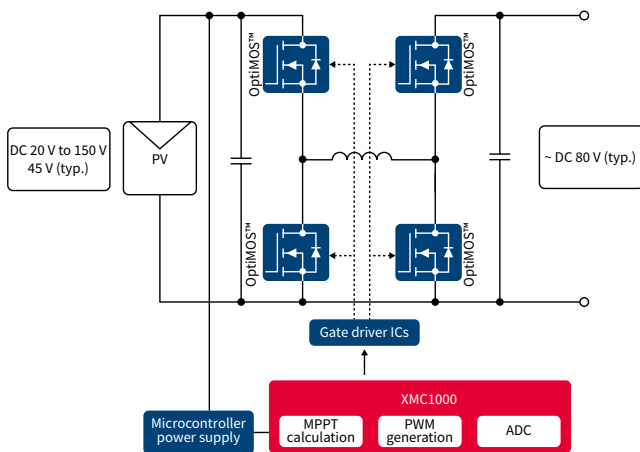 OptiMOS™
OptiMOS™
DC 20 V to 150 V
45 V (typ.)
PV
~ DC 80 V (typ.)
OptiMOS™
OptiMOS™
Gate driver ICs
XMC1000
Microcontroller
power supply
MPPT
calculation
PWM
generation
ADC